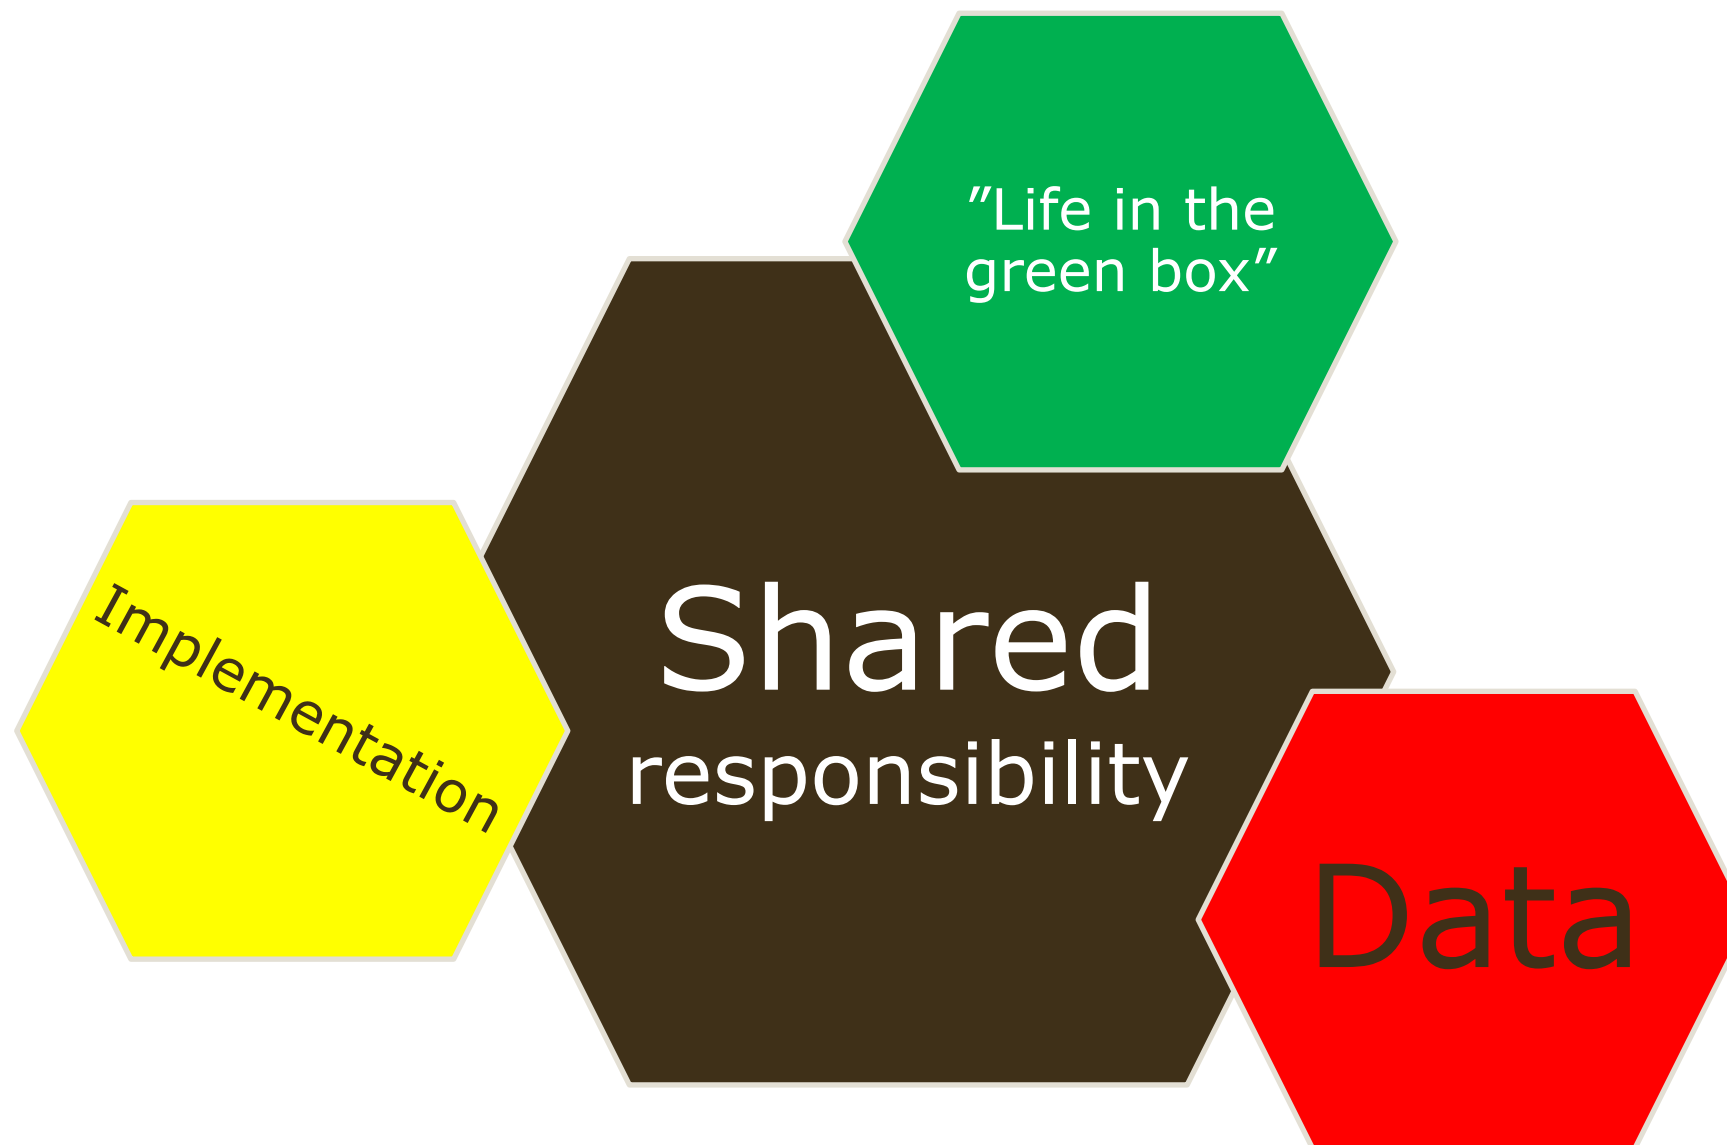 ”Life in the
green box”
Shared
responsibility
Implementation
Data